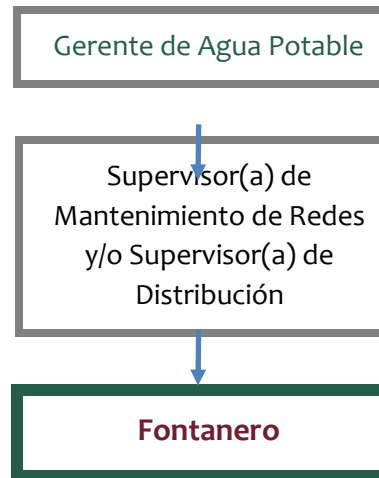 Gerente de Agua Potable
Supervisor(a) de
Mantenimiento de Redes
y/o Supervisor(a) de
Distribución
Fontanero